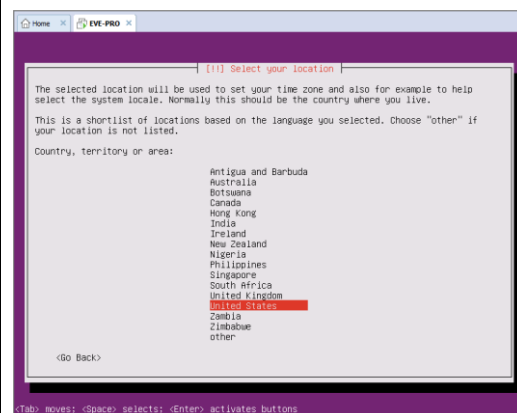 Home × EVE-PRO ×
[!!] Select your location
The selected location will be used to set your time zone and also for example to help
select the system locale. Normally this should be the country where you live.
This is a shortlist of locations based on the language you selected. Choose "other" if
your location is not listed.
Country, territory or area:
Antigua and Barbuda
Australia
Botswana
Canada
Hong Kong
India
Ireland
New Zealand
Nigeria
Philippines
Singapore
South Africa
United Kingdom
United States
Zambia
Zimbabwe
other
<Go Back>
<Tab> moves; <Space> selects; <Enter> activates buttons